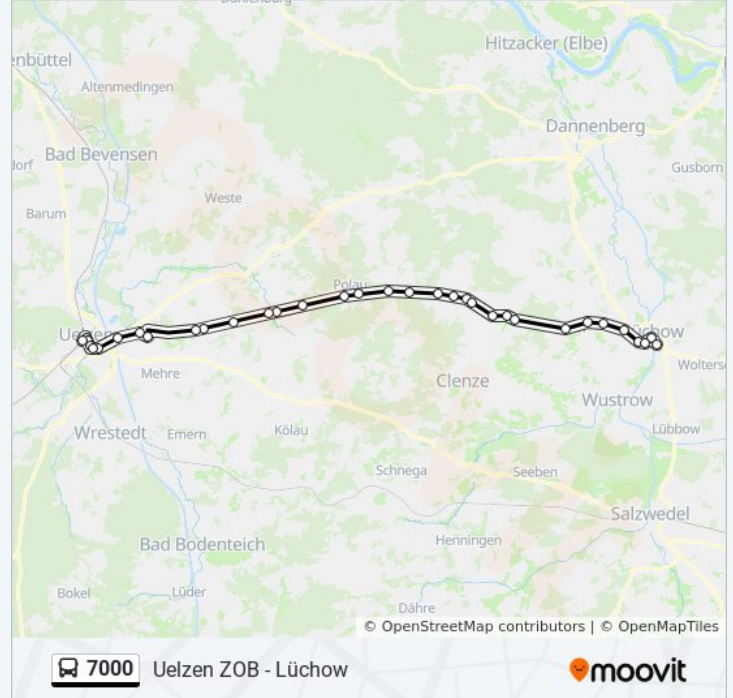 Hitzacker (Elbe)
enbüttel
Altenmedingen
Dannenberg
Bad Bevensen
Gusborn
Weste
Barum
Polau
Mehre
Clenze
Wustrow
Wrestedt
Emern
Kölau
Lübbow
Schnega
Seeben
Salzwedel
Bad Bodenteich
Henningen
Bokel
Lüder
Dähre
© OpenStreetMap contributors | © OpenMapTiles
7000 Uelzen ZOB - Lüchow
moovit